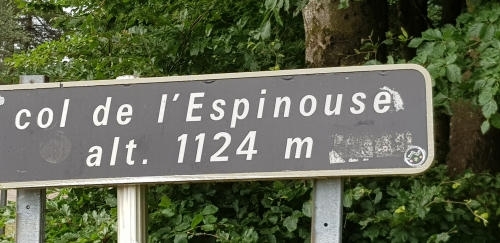 col de l'Espinouse
alt. 1124 m